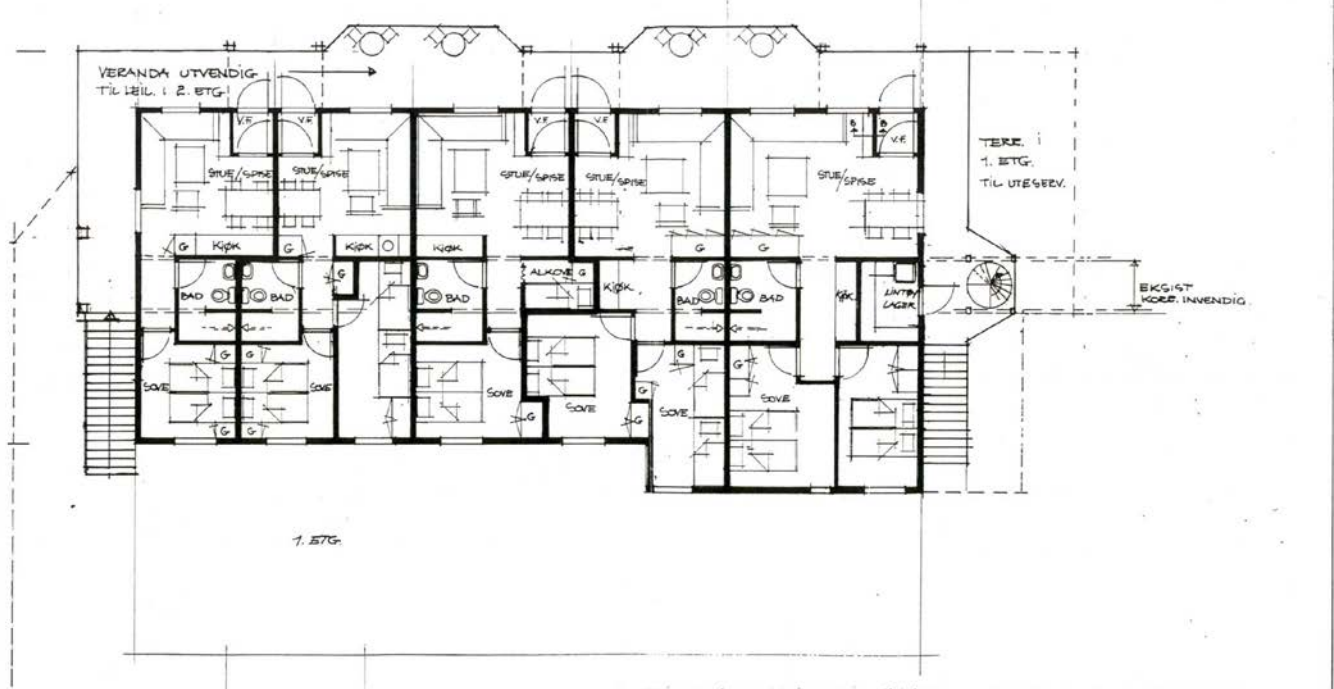 VERANDA UTVENDIG
TIL LEIL. I 2. ETG
V.F.
V.F.
V.F.
V.F.
B
B
V.F.
TERR. I
1. ETG.
TIL UTESERV.
STUE/SPISE
STUE/SPISE
STUE/SPISE
STUE/SPISE
STUE/SPISE
G
KJØK
G
KJØK
KJØK
G
G
BAD
BAD
G
BAD
ALKOVE G
KJØK.
BAD
BAD
KJØK.
LINTØY
LAGER
EKSIST
KORR. INVENDIG.
G
G
G
G
SOVE
SOVE
SOVE
SOVE
G
SOVE
SOVE
G
G
G
G
1. ETG.